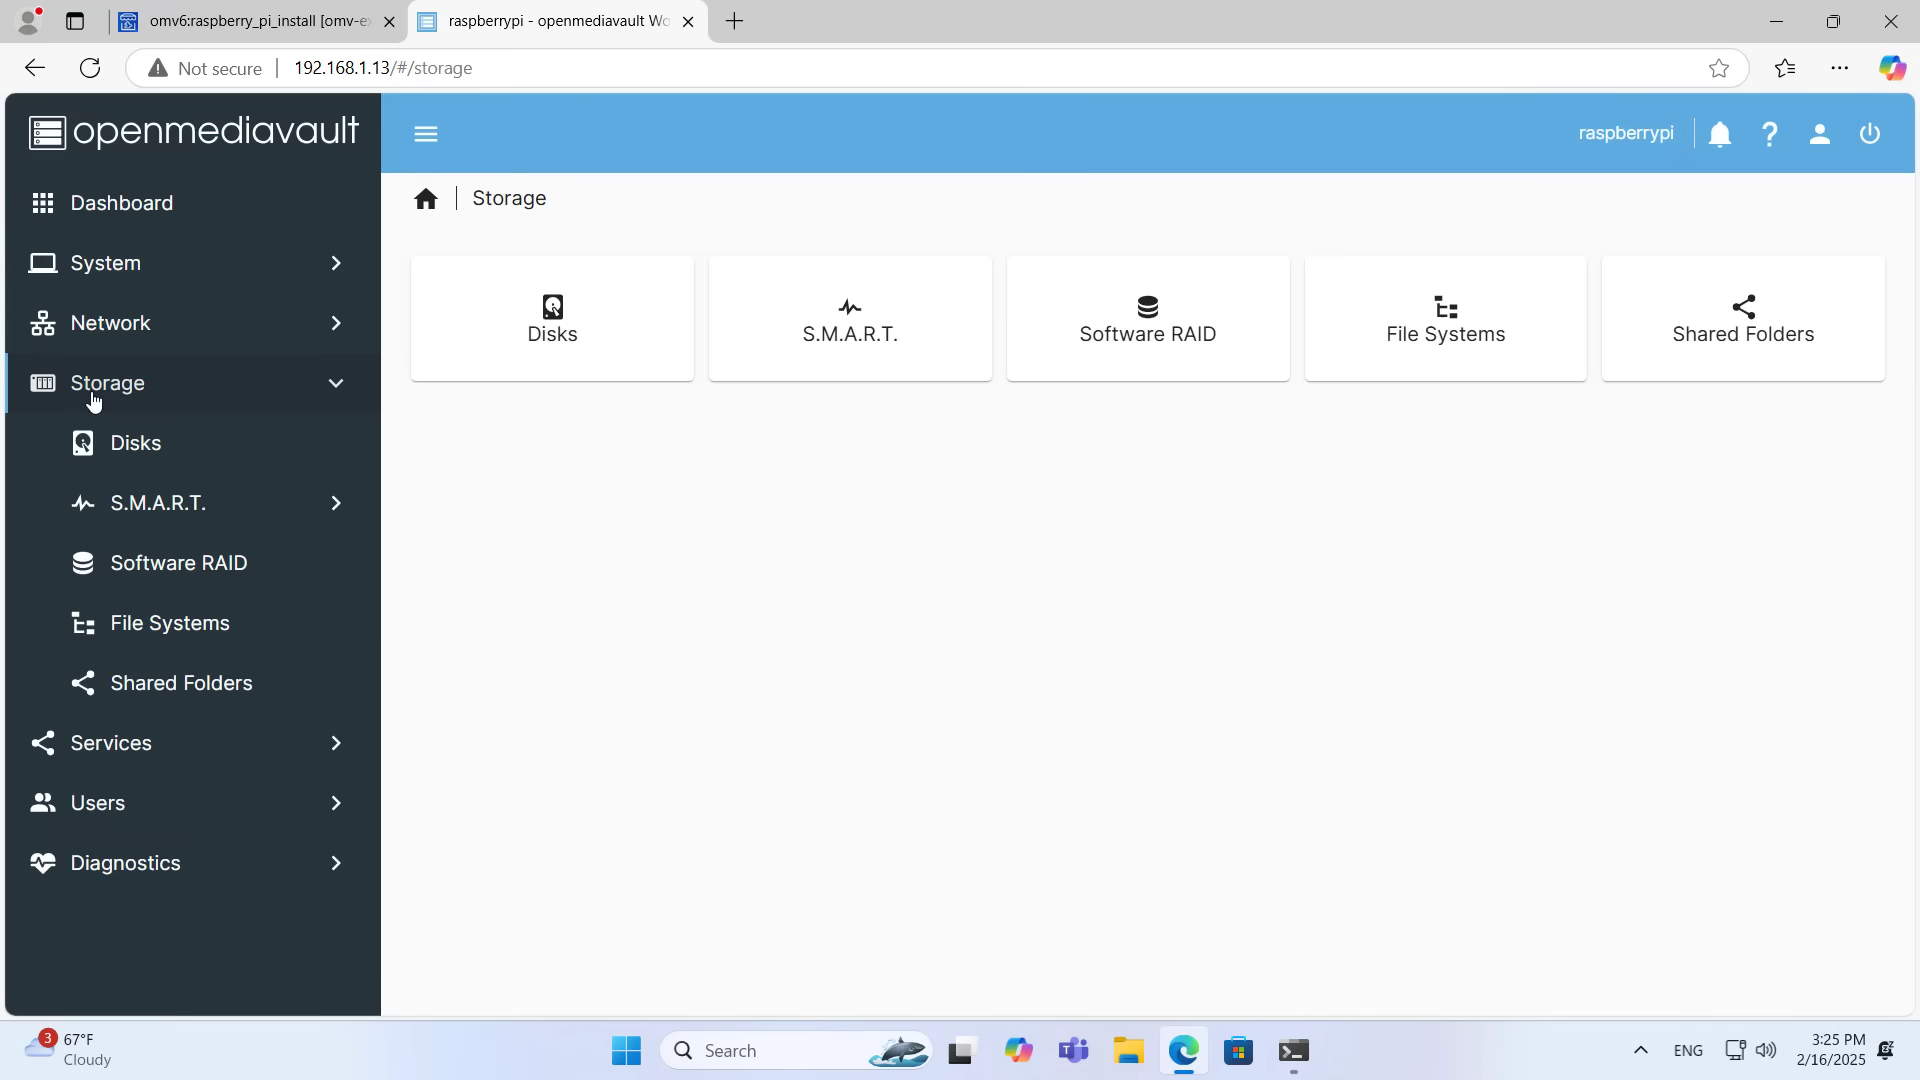 omv6:raspberry_pi_install [omv-e
raspberrypi - openmediavault Wo
Not secure
192.168.1.13/#/storage
openmediavault
raspberrypi
Storage
Dashboard
System
Network
Storage
Disks
S.M.A.R.T.
Software RAID
File Systems
Shared Folders
Services
Users
Diagnostics
Disks
S.M.A.R.T.
Software RAID
File Systems
Shared Folders
3
67°F
Cloudy
Search
ENG
3:25 PM
2/16/2025